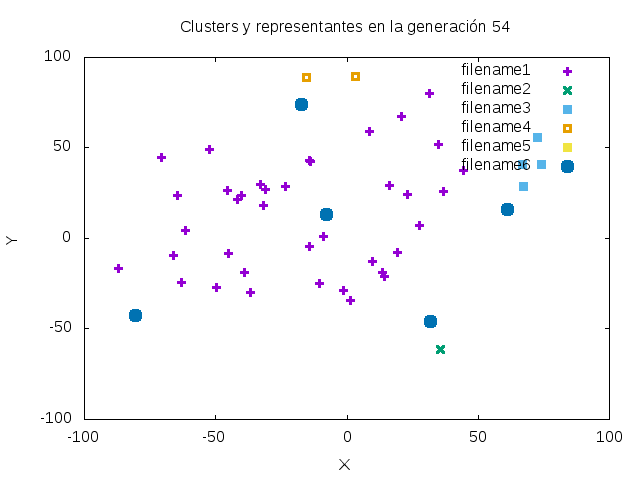 Clusters y representantes en la generación 54
100
50
0
-50
-100
Y
-100
-50
0
50
100
X
filename1
filename2
filename3
filename4
filename5
filename6